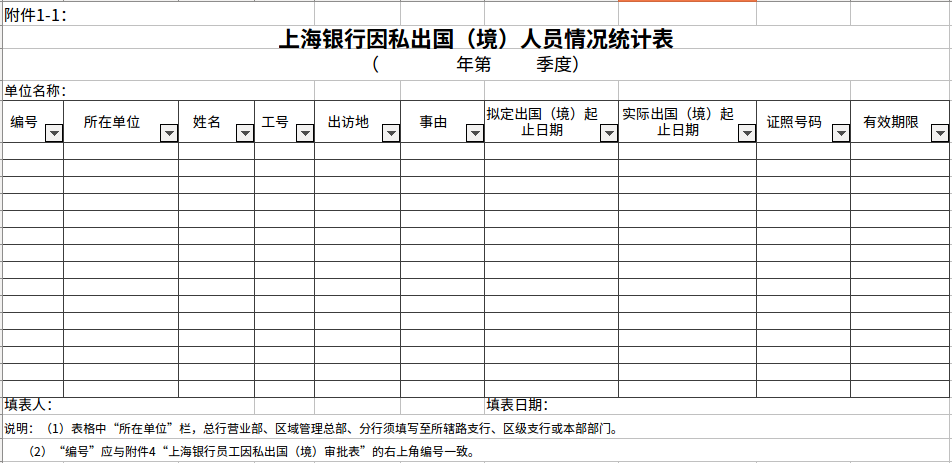 附件1-1：
上海银行因私出国（境）人员情况统计表
（ 年第 季度）
单位名称：
编号 所在单位 姓名 工号 出访地 事由 拟定出国（境）起止日期 实际出国（境）起止日期 证照号码 有效期限
填表人： 填表日期：
说明：（1）表格中“所在单位”栏，总行营业部、区域管理总部、分行须填写至所辖路支行、区级支行或本部部门。
（2）“编号”应与附件4“上海银行员工因私出国（境）审批表”的右上角编号一致。